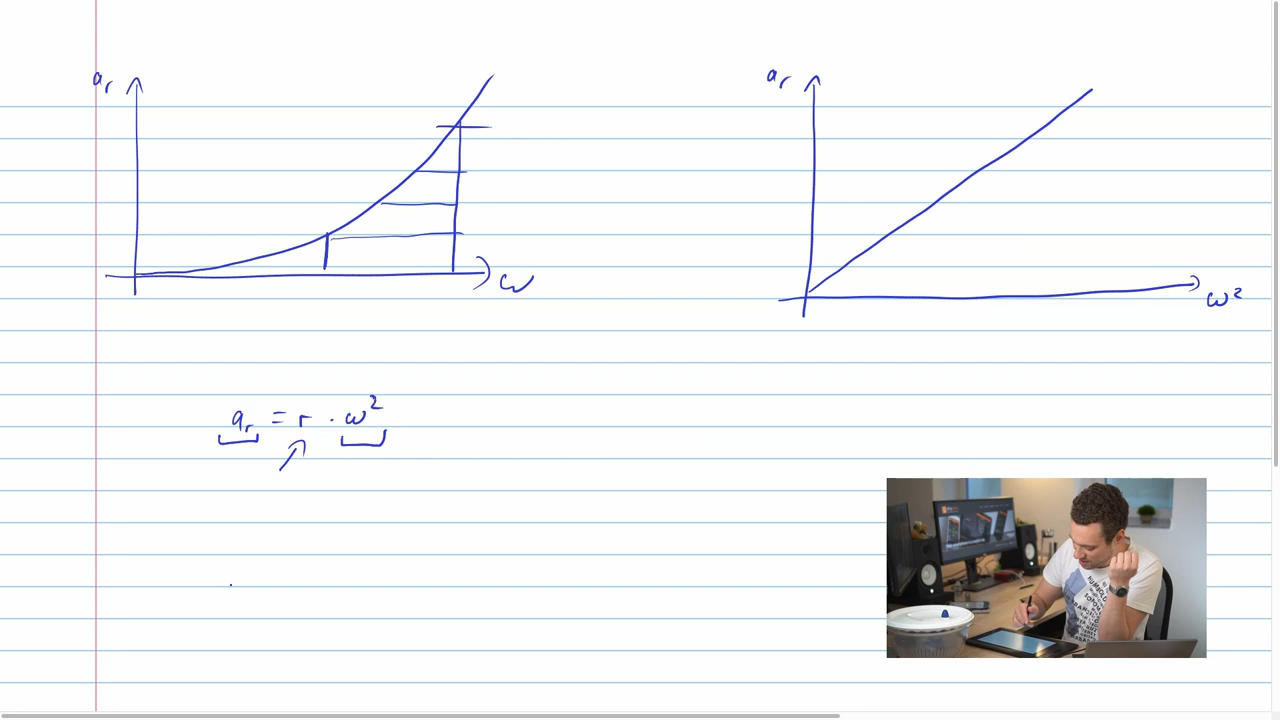 a_r
a_r
ω
ω²
a_r = r · ω²